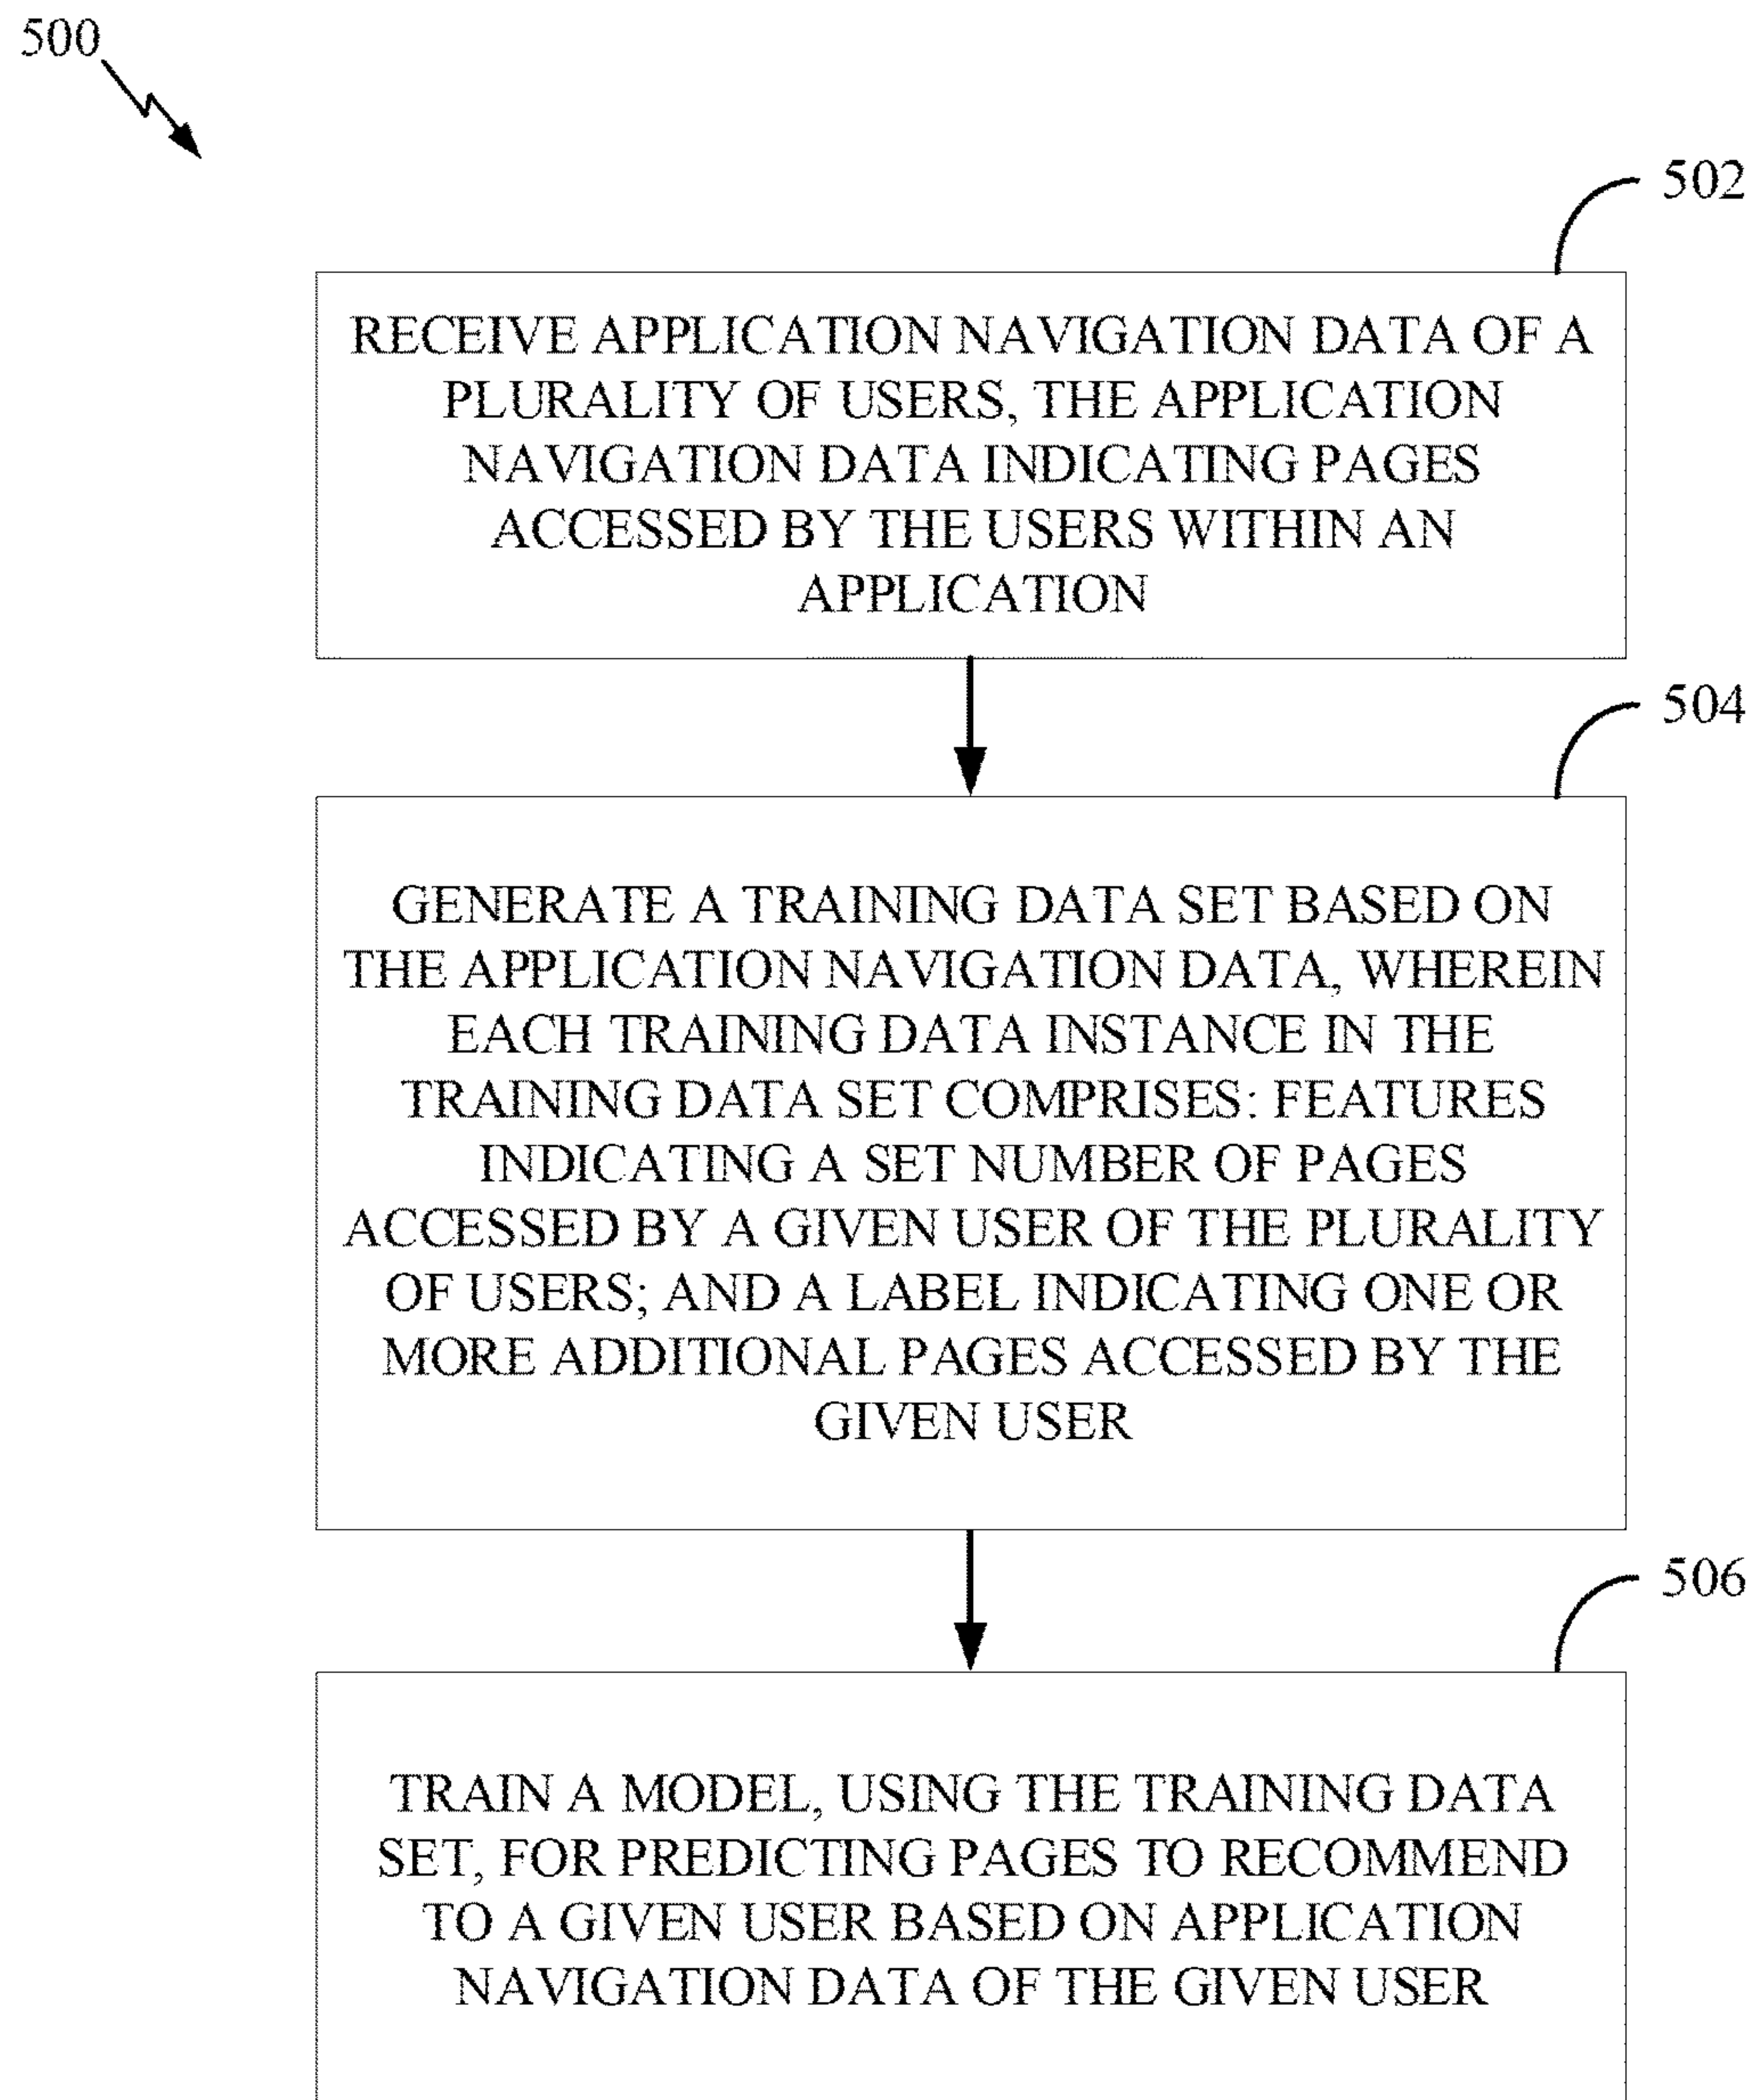 500
502
RECEIVE APPLICATION NAVIGATION DATA OF A
PLURALITY OF USERS, THE APPLICATION
NAVIGATION DATA INDICATING PAGES
ACCESSED BY THE USERS WITHIN AN
APPLICATION
504
GENERATE A TRAINING DATA SET BASED ON
THE APPLICATION NAVIGATION DATA, WHEREIN
EACH TRAINING DATA INSTANCE IN THE
TRAINING DATA SET COMPRISES: FEATURES
INDICATING A SET NUMBER OF PAGES
ACCESSED BY A GIVEN USER OF THE PLURALITY
OF USERS; AND A LABEL INDICATING ONE OR
MORE ADDITIONAL PAGES ACCESSED BY THE
GIVEN USER
506
TRAIN A MODEL, USING THE TRAINING DATA
SET, FOR PREDICTING PAGES TO RECOMMEND
TO A GIVEN USER BASED ON APPLICATION
NAVIGATION DATA OF THE GIVEN USER